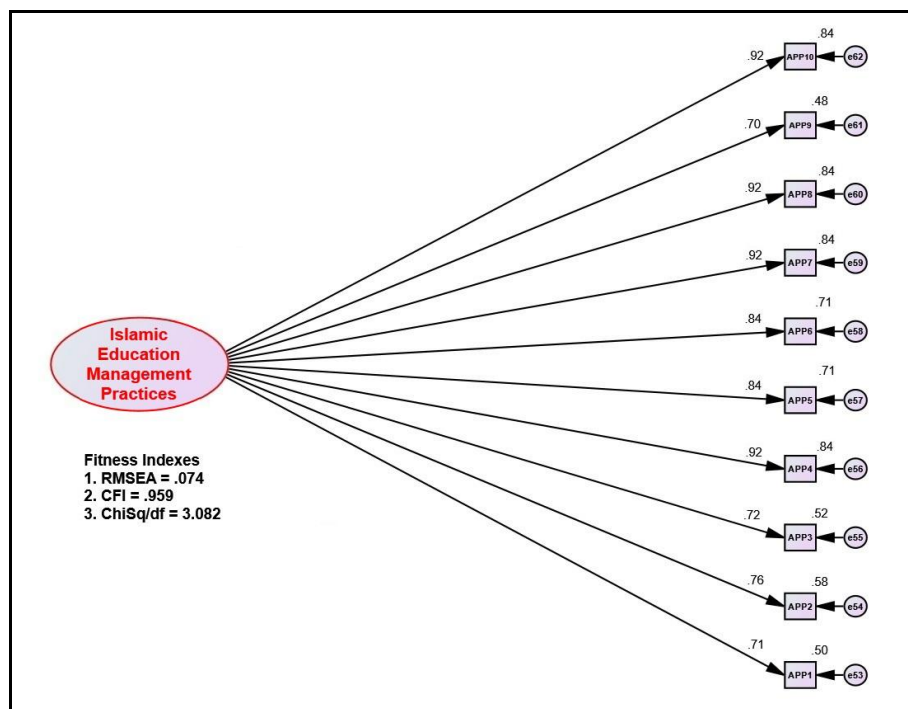 .84
.92 APP10 e62
.48
.70 APP9 e61
.84
.92 APP8 e60
.84
.92 APP7 e59
.71
.84 APP6 e58
.71
.84 APP5 e57
.84
.92 APP4 e56
.52
.72 APP3 e55
.58
.76 APP2 e54
.50
.71 APP1 e53
Islamic
Education
Management
Practices
Fitness Indexes
1. RMSEA = .074
2. CFI = .959
3. ChiSq/df = 3.082